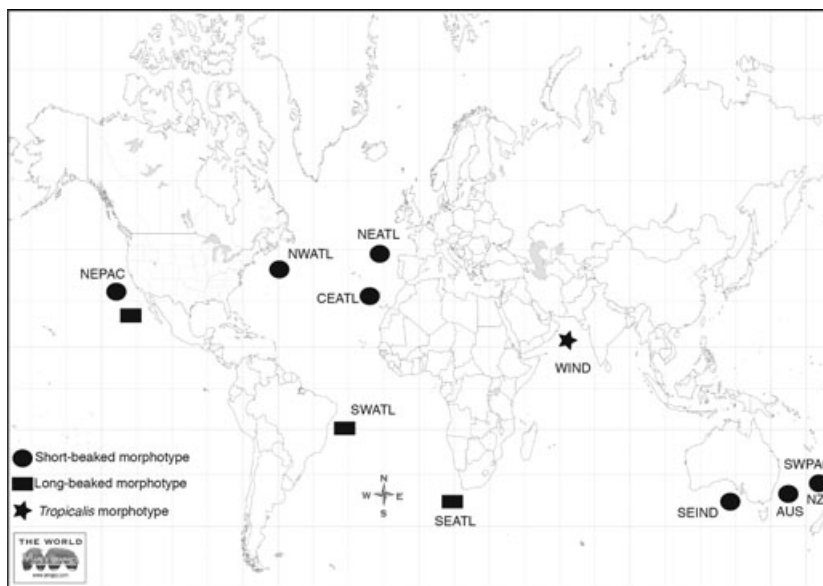 NEATL
NWATL
NEPAC
CEATL
WIND
SWATL
Short-beaked morphotype
Long-beaked morphotype
Tropicalis morphotype
N
W E
S
SEATL
SEIND
AUS
SWPA
NZ
THE WORLD